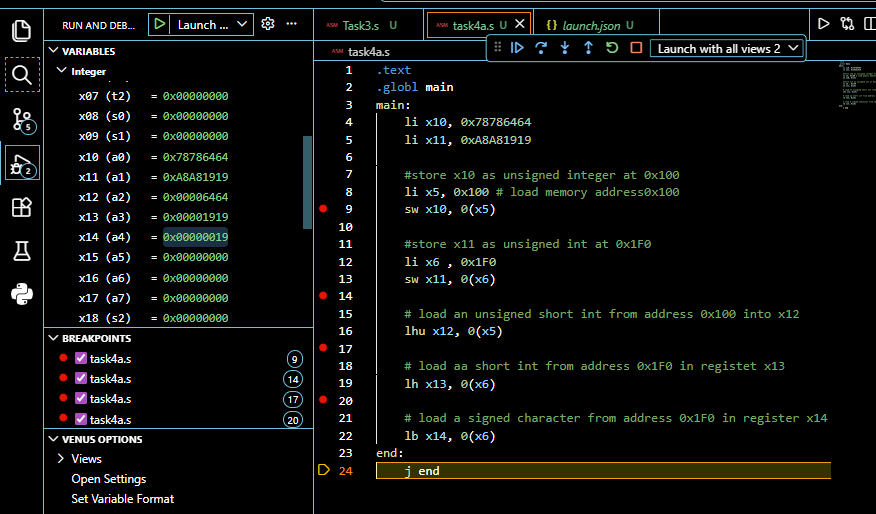 RUN AND DEB... Launch ...
Task3.s U
task4a.s U
{} launch.json U
Launch with all views 2
VARIABLES
Integer
x07 (t2) = 0x00000000
x08 (s0) = 0x00000000
x09 (s1) = 0x00000000
x10 (a0) = 0x78786464
x11 (a1) = 0xA8A81919
x12 (a2) = 0x00006464
x13 (a3) = 0x00001919
x14 (a4) = 0x00000019
x15 (a5) = 0x00000000
x16 (a6) = 0x00000000
x17 (a7) = 0x00000000
x18 (s2) = 0x00000000
BREAKPOINTS
task4a.s 9
task4a.s 14
task4a.s 17
task4a.s 20
VENUS OPTIONS
Views
Open Settings
Set Variable Format
5
2
ASM task4a.s
1 .text
2 .globl main
3 main:
4 li x10, 0x78786464
5 li x11, 0xA8A81919
6
7 #store x10 as unsigned integer at 0x100
8 li x5, 0x100 # load memory address0x100
9 sw x10, 0(x5)
10
11 #store x11 as unsigned int at 0x1F0
12 li x6 , 0x1F0
13 sw x11, 0(x6)
14
15 # load an unsigned short int from address 0x100 into x12
16 lhu x12, 0(x5)
17
18 # load aa short int from address 0x1F0 in registet x13
19 lh x13, 0(x6)
20
21 # load a signed character from address 0x1F0 in register x14
22 lb x14, 0(x6)
23 end:
24 j end